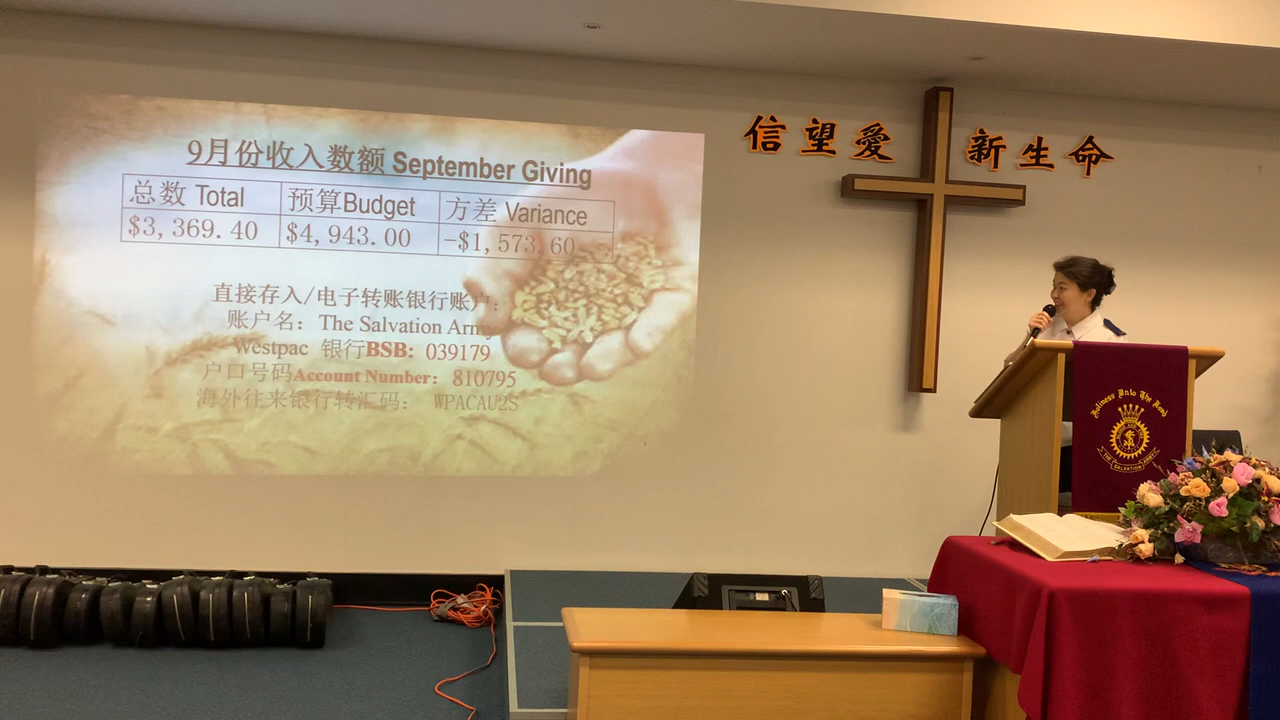 9月份收入数额 September Giving
总数 Total 预算Budget 方差 Variance
$3,369.40 $4,943.00 -$1,573.60
直接存入/电子转账银行账户:
账户名: The Salvation Army
Westpac 银行BSB: 039179
户口号码Account Number: 810795
海外往来银行转汇码: WPACAU2S
信望爱 新生命
Holiness Unto The Lord
THE SALVATION ARMY